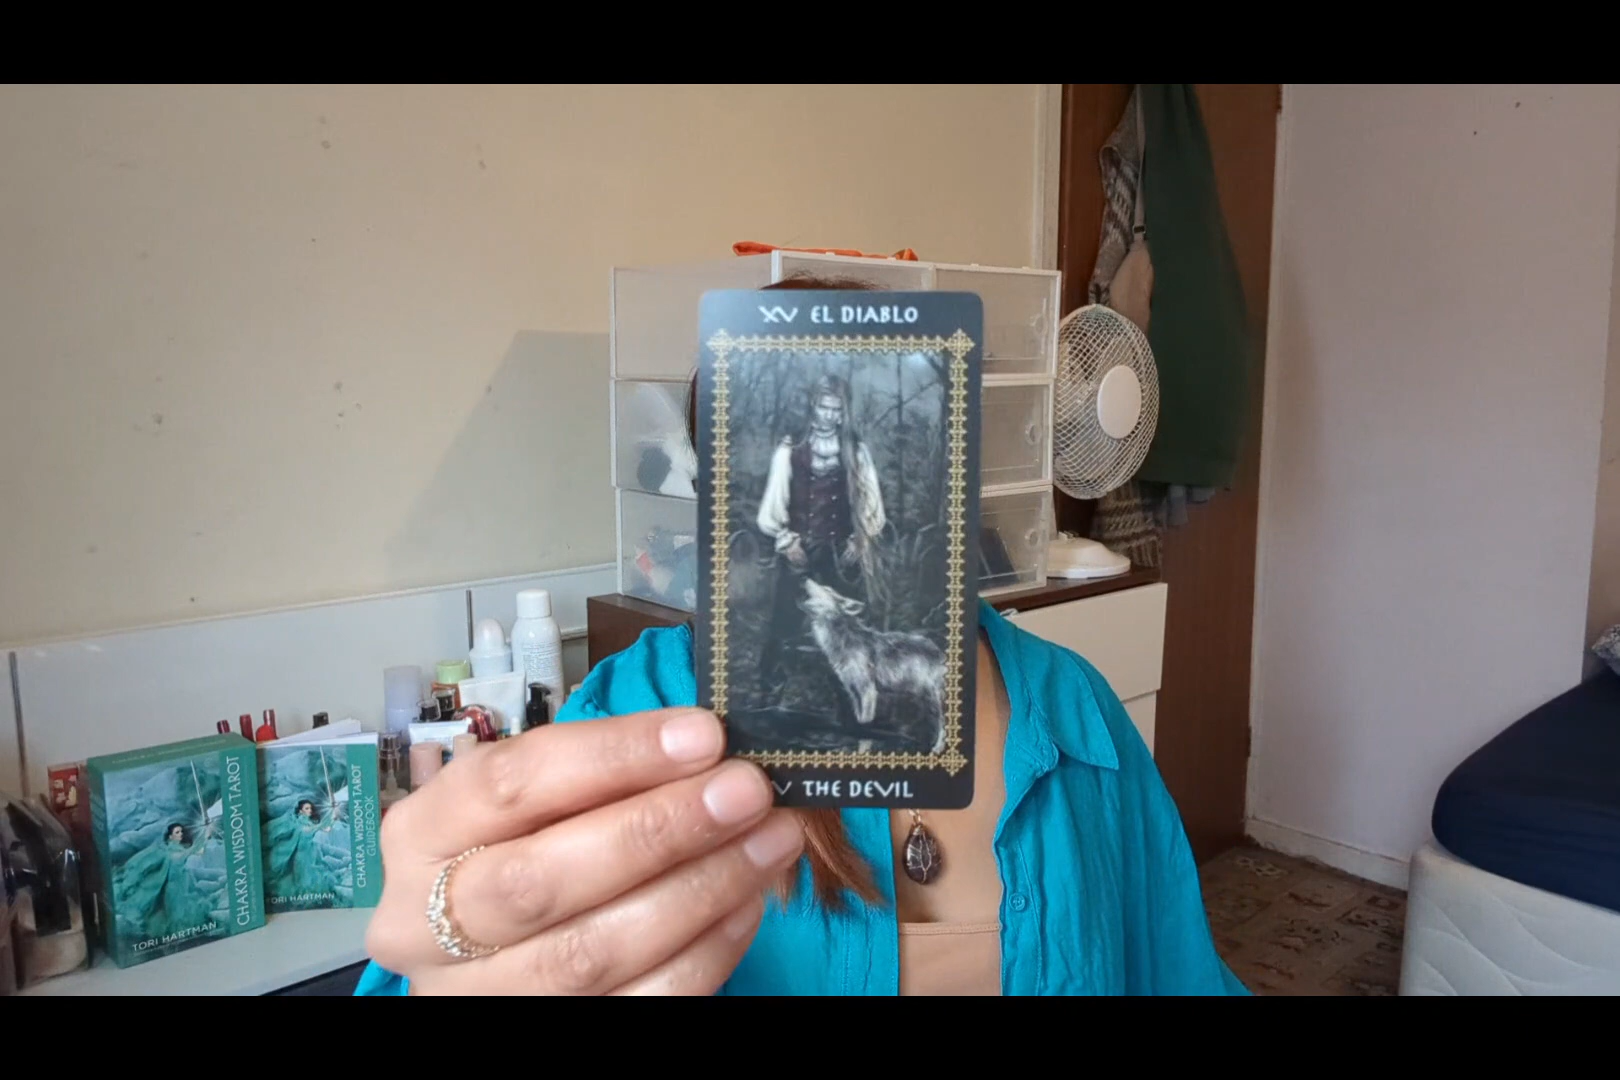 XV EL DIABLO
V THE DEVIL
CHAKRA WISDOM TAROT
TORI HARTMAN
CHAKRA WISDOM TAROT
GUIDEBOOK
TORI HARTMAN